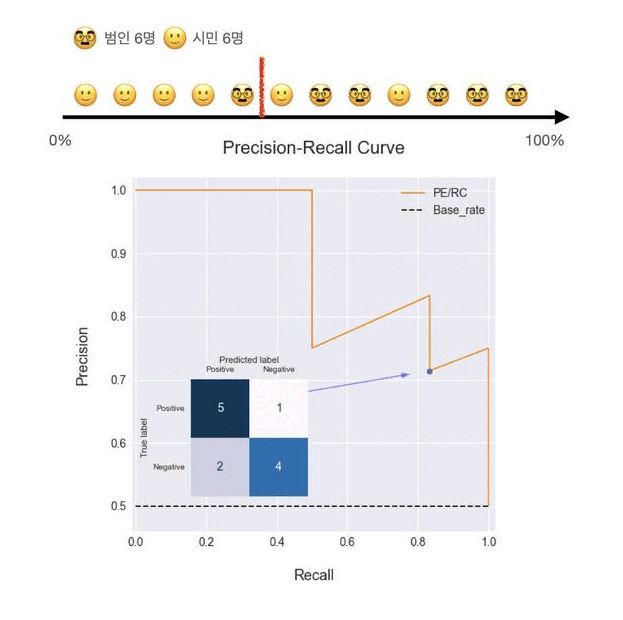 범인 6명 시민 6명
0% 100%
Precision-Recall Curve
PE/RC
Base_rate
1.0
0.9
0.8
0.7
0.6
0.5
Precision
Predicted label
Positive Negative
True label
Positive 5 1
Negative 2 4
0.0 0.2 0.4 0.6 0.8 1.0
Recall